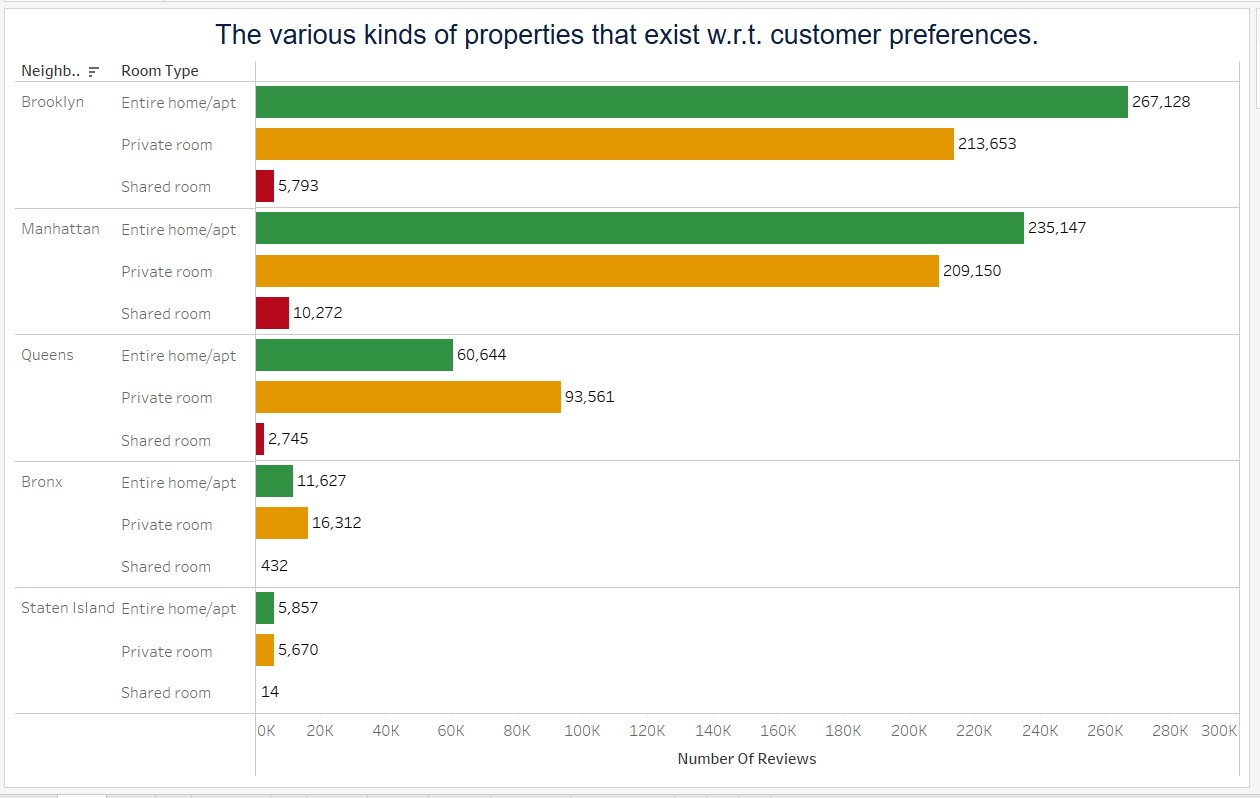 The various kinds of properties that exist w.r.t. customer preferences.
Neighb.. Room Type
Brooklyn Entire home/apt 267,128
Private room 213,653
Shared room 5,793
Manhattan Entire home/apt 235,147
Private room 209,150
Shared room 10,272
Queens Entire home/apt 60,644
Private room 93,561
Shared room 2,745
Bronx Entire home/apt 11,627
Private room 16,312
Shared room 432
Staten Island Entire home/apt 5,857
Private room 5,670
Shared room 14
0K 20K 40K 60K 80K 100K 120K 140K 160K 180K 200K 220K 240K 260K 280K 300K
Number Of Reviews